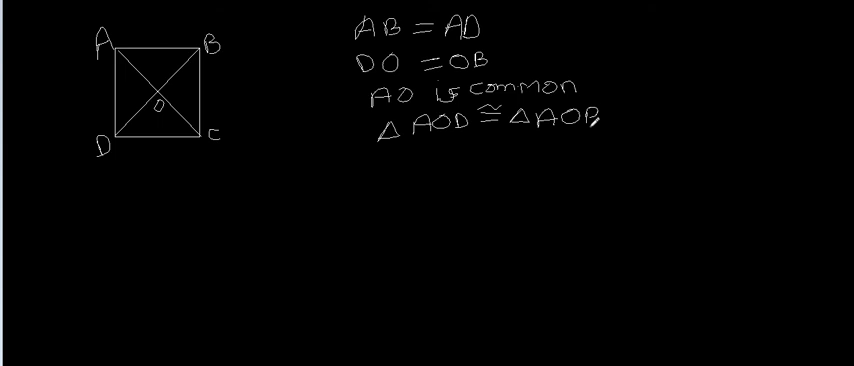 A B
O
D C
AB = AD
DO = OB
AO is common
△ AOD ≅ △ AOB